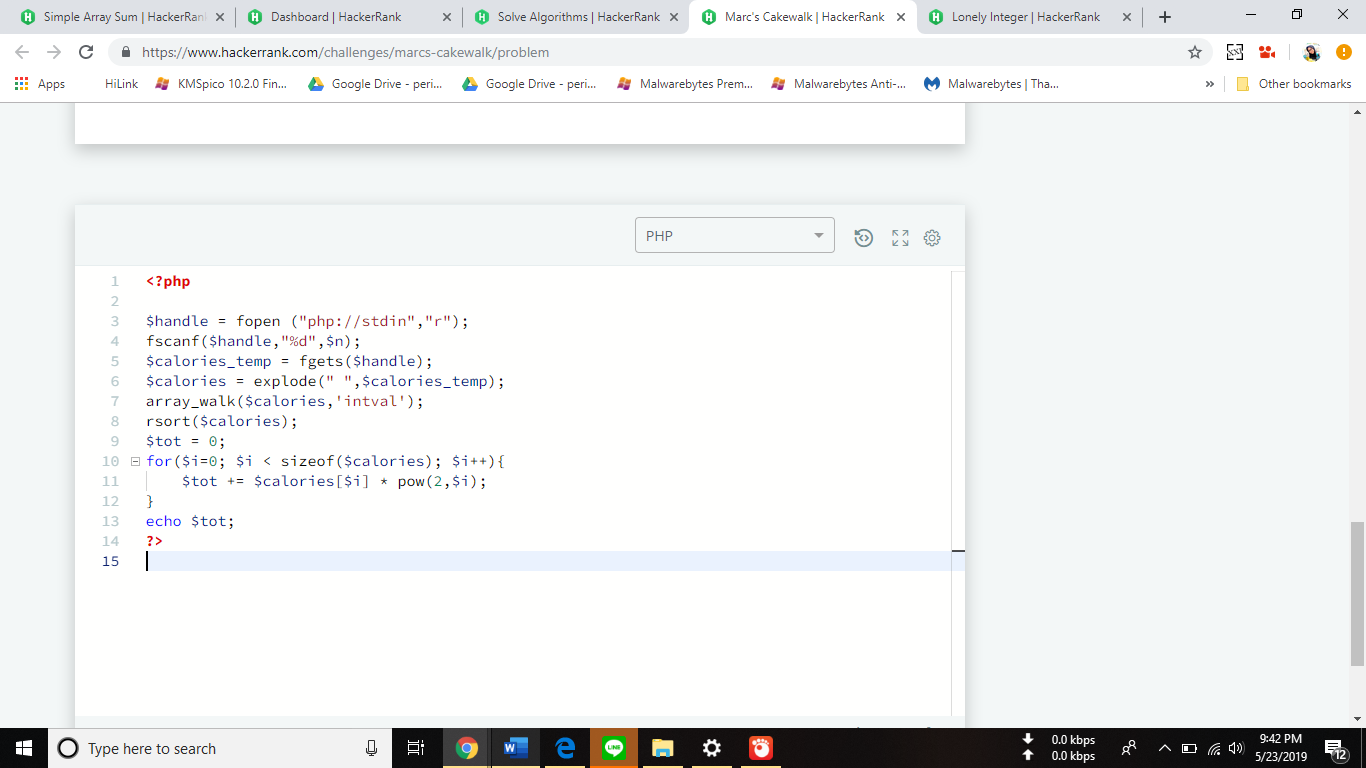 Simple Array Sum | HackerRan
Dashboard | HackerRank
Solve Algorithms | HackerRank
Marc's Cakewalk | HackerRank
Lonely Integer | HackerRank
https://www.hackerrank.com/challenges/marcs-cakewalk/problem
Apps
HiLink
KMSpico 10.2.0 Fin...
Google Drive - peri...
Google Drive - peri...
Malwarebytes Prem...
Malwarebytes Anti-...
Malwarebytes | Tha...
»
Other bookmarks
PHP
1 <?php
2
3 $handle = fopen ("php://stdin","r");
4 fscanf($handle,"%d",$n);
5 $calories_temp = fgets($handle);
6 $calories = explode(" ",$calories_temp);
7 array_walk($calories,'intval');
8 rsort($calories);
9 $tot = 0;
10 for($i=0; $i < sizeof($calories); $i++){
11     $tot += $calories[$i] * pow(2,$i);
12 }
13 echo $tot;
14 ?>
15
Type here to search
LINE
0.0 kbps
0.0 kbps
9:42 PM
5/23/2019
12